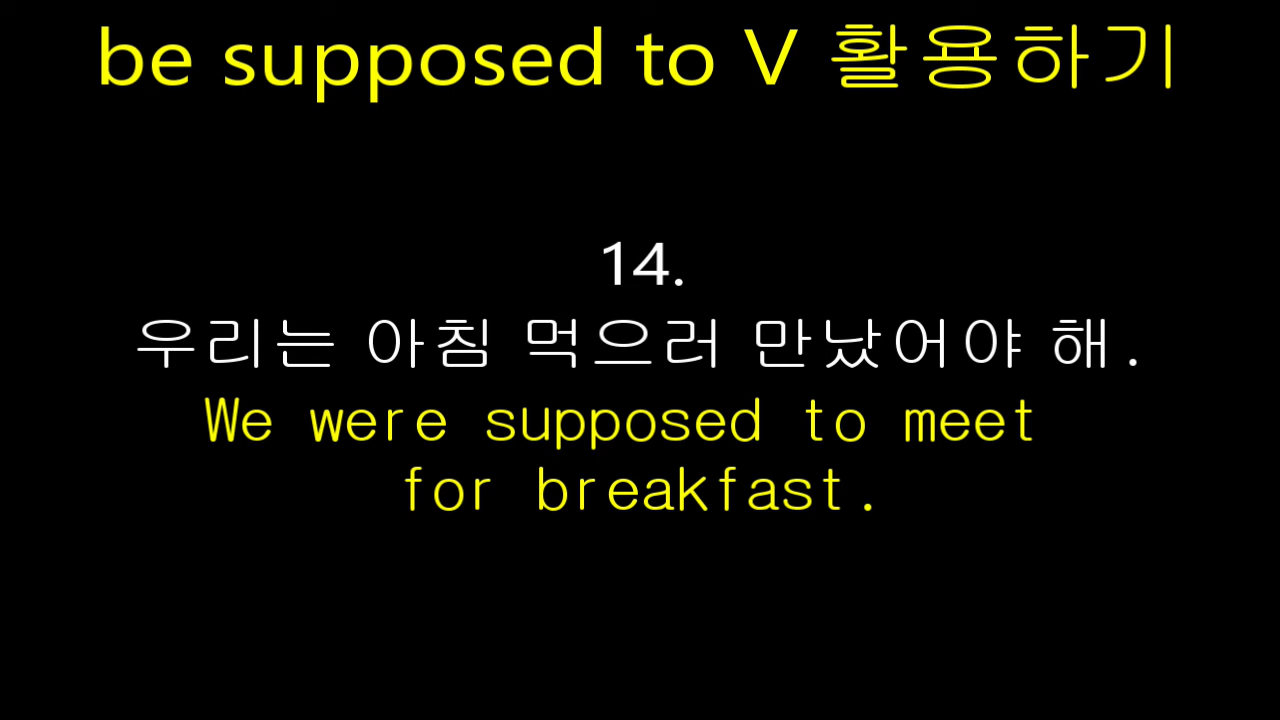 be supposed to V 활용하기
14.
우리는 아침 먹으러 만났어야 해.
We were supposed to meet
for breakfast.